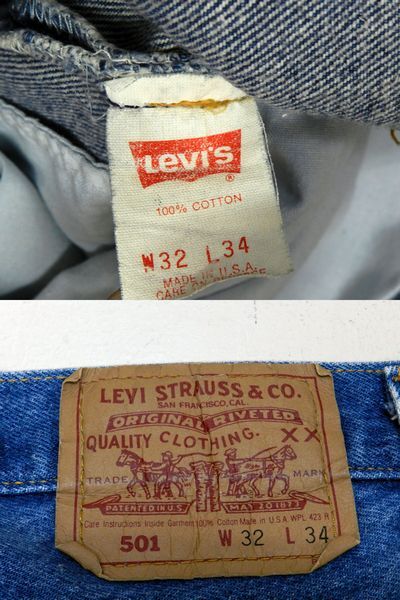 LEVI'S
®
100% COTTON
W32 L34
MADE IN U.S.A.
CARE ON
LEVI STRAUSS & CO.
SAN FRANCISCO, CAL.
ORIGINAL RIVETED
QUALITY CLOTHING. XX
TRADE MARK
PATENTED IN U.S. MAY 20 1873
Care Instructions Inside Garment 100% Cotton Made in U.S.A. WPL 423 R
501 W 32 L 34